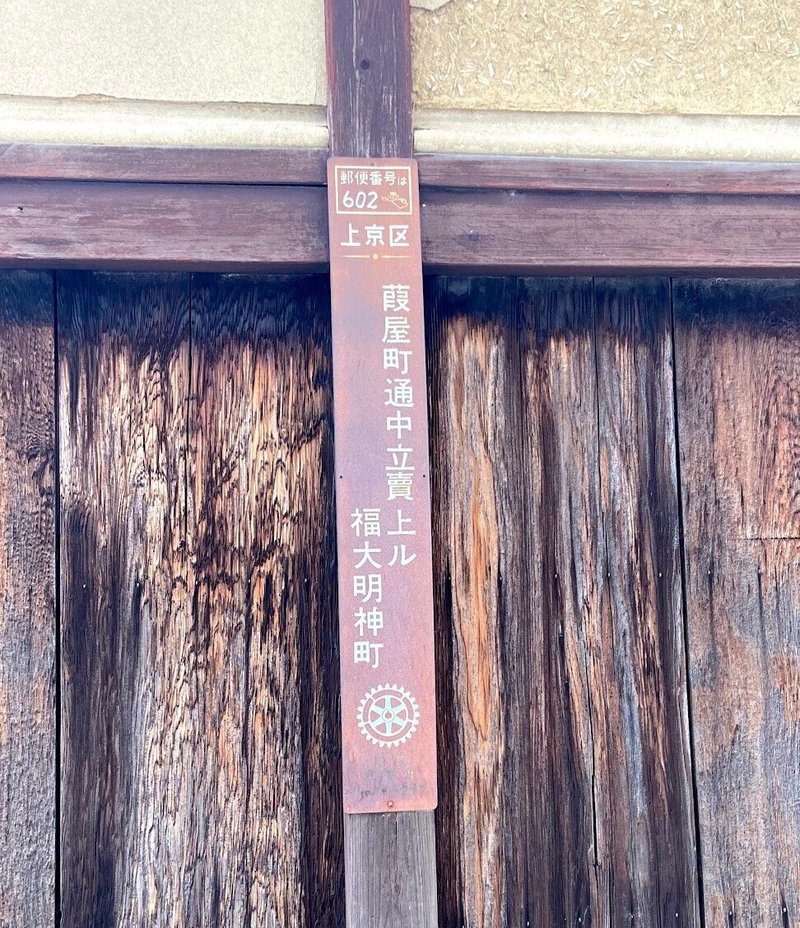 郵便番号は
602
上京区
葭屋町通中立賣上ル
福大明神町